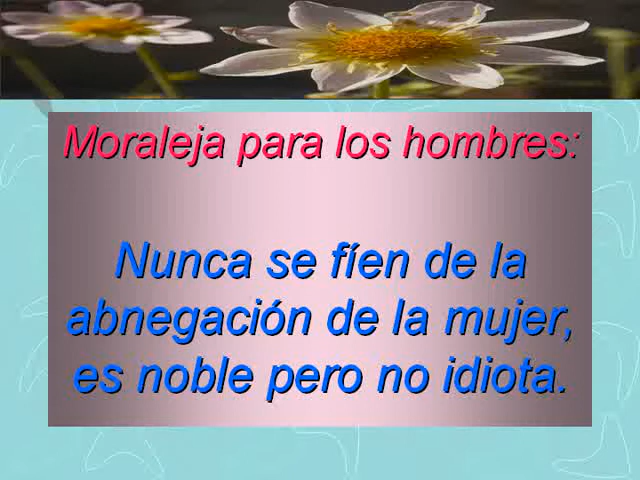 Moraleja para los hombres:
Nunca se fíen de la
abnegación de la mujer,
es noble pero no idiota.